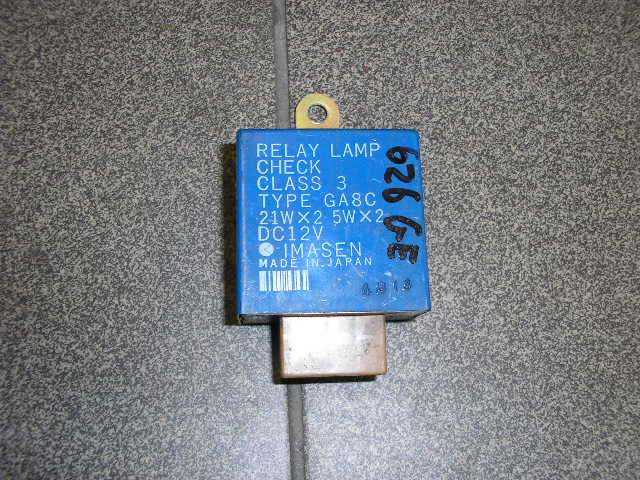 RELAY LAMP
CHECK
CLASS 3
TYPE GA8C
21W×2 5W×2
DC12V
IMASEN
MADE IN JAPAN
626 GE